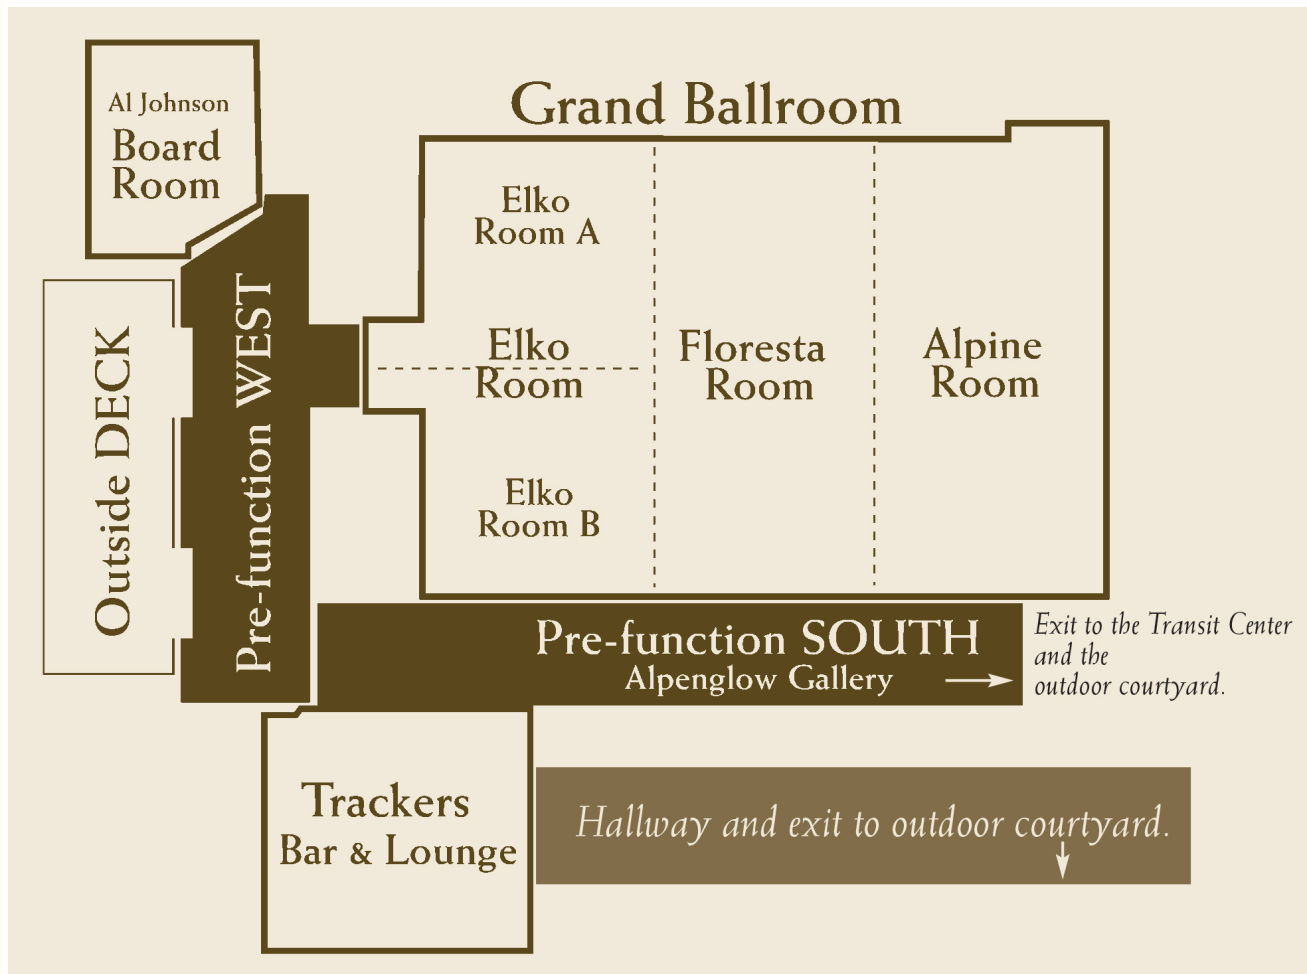 Al Johnson
Board
Room
Grand Ballroom
Elko
Room A
Elko
Room
Elko
Room B
Floresta
Room
Alpine
Room
Outside DECK
Pre-function WEST
Pre-function SOUTH
Alpenglow Gallery
Exit to the Transit Center
and the
outdoor courtyard.
Trackers
Bar & Lounge
Hallway and exit to outdoor courtyard.